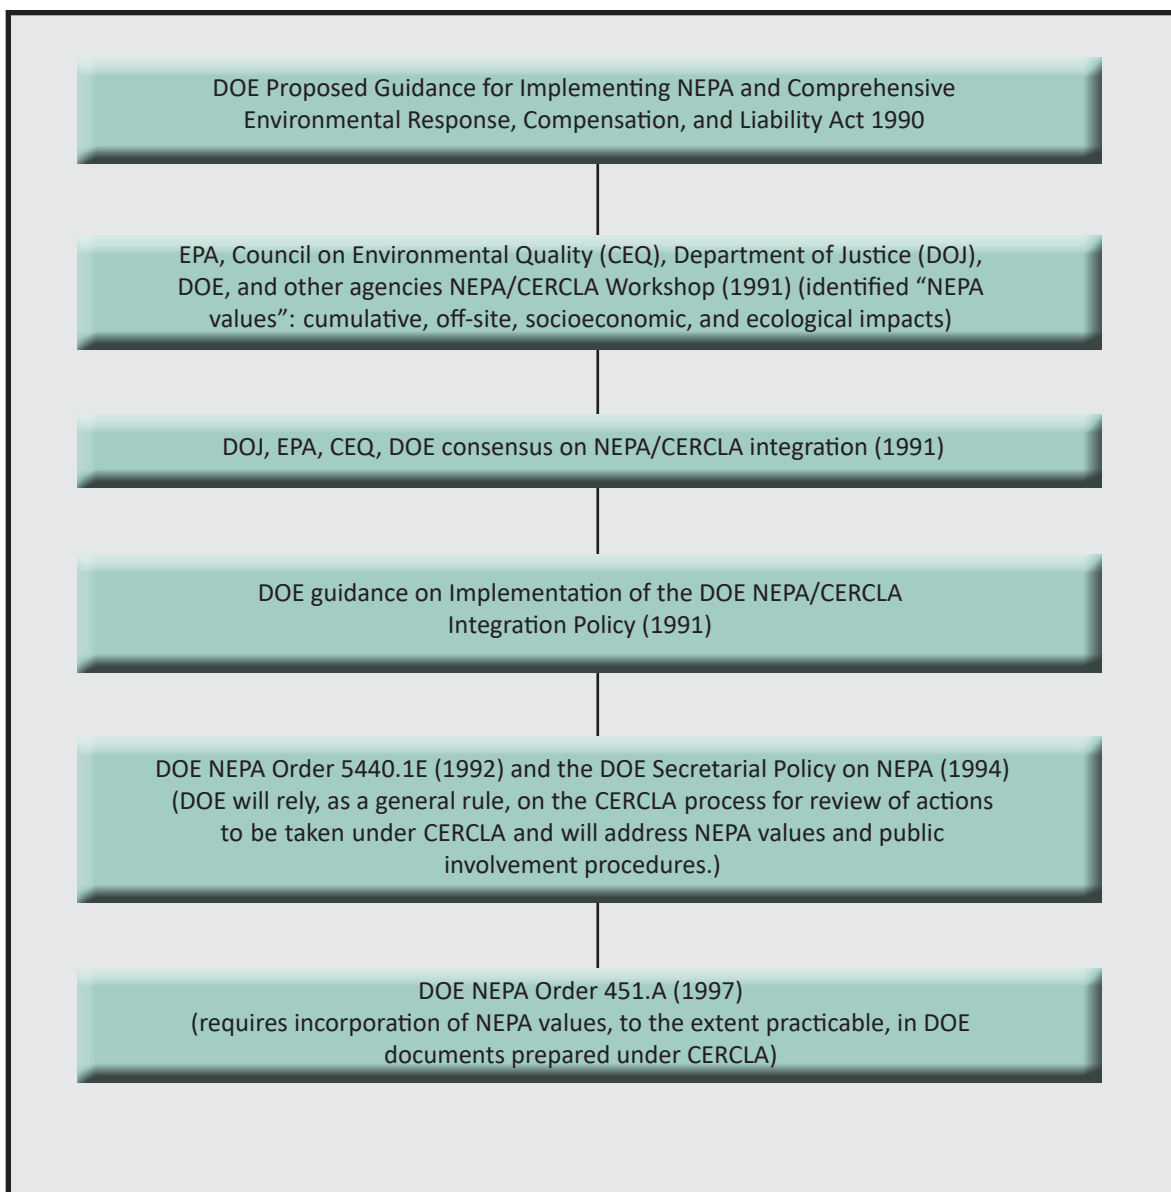 DOE Proposed Guidance for Implementing NEPA and Comprehensive
Environmental Response, Compensation, and Liability Act 1990
EPA, Council on Environmental Quality (CEQ), Department of Justice (DOJ),
DOE, and other agencies NEPA/CERCLA Workshop (1991) (identified “NEPA
values”: cumulative, off-site, socioeconomic, and ecological impacts)
DOJ, EPA, CEQ, DOE consensus on NEPA/CERCLA integration (1991)
DOE guidance on Implementation of the DOE NEPA/CERCLA
Integration Policy (1991)
DOE NEPA Order 5440.1E (1992) and the DOE Secretarial Policy on NEPA (1994)
(DOE will rely, as a general rule, on the CERCLA process for review of actions
to be taken under CERCLA and will address NEPA values and public
involvement procedures.)
DOE NEPA Order 451.A (1997)
(requires incorporation of NEPA values, to the extent practicable, in DOE
documents prepared under CERCLA)